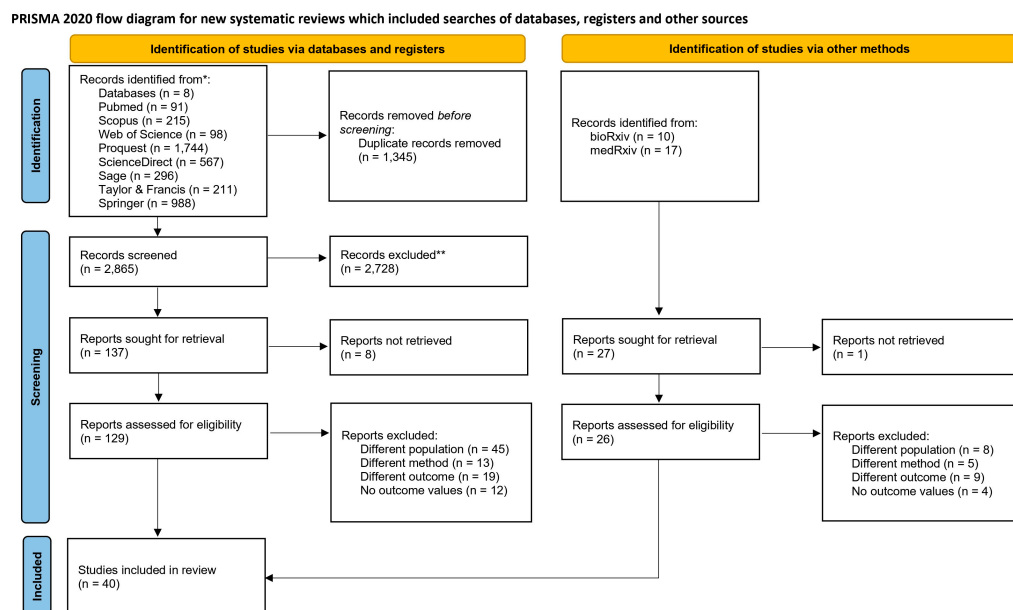 PRISMA 2020 flow diagram for new systematic reviews which included searches of databases, registers and other sources
Identification of studies via databases and registers
Identification of studies via other methods
Identification
Records identified from*:
Databases (n = 8)
Pubmed (n = 91)
Scopus (n = 215)
Web of Science (n = 98)
Proquest (n = 1,744)
ScienceDirect (n = 567)
Sage (n = 296)
Taylor & Francis (n = 211)
Springer (n = 988)
Records removed before
screening:
Duplicate records removed
(n = 1,345)
Records identified from:
bioRxiv (n = 10)
medRxiv (n = 17)
Screening
Records screened
(n = 2,865)
Records excluded**
(n = 2,728)
Reports sought for retrieval
(n = 137)
Reports not retrieved
(n = 8)
Reports sought for retrieval
(n = 27)
Reports not retrieved
(n = 1)
Reports assessed for eligibility
(n = 129)
Reports excluded:
Different population (n = 45)
Different method (n = 13)
Different outcome (n = 19)
No outcome values (n = 12)
Reports assessed for eligibility
(n = 26)
Reports excluded:
Different population (n = 8)
Different method (n = 5)
Different outcome (n = 9)
No outcome values (n = 4)
Included
Studies included in review
(n = 40)